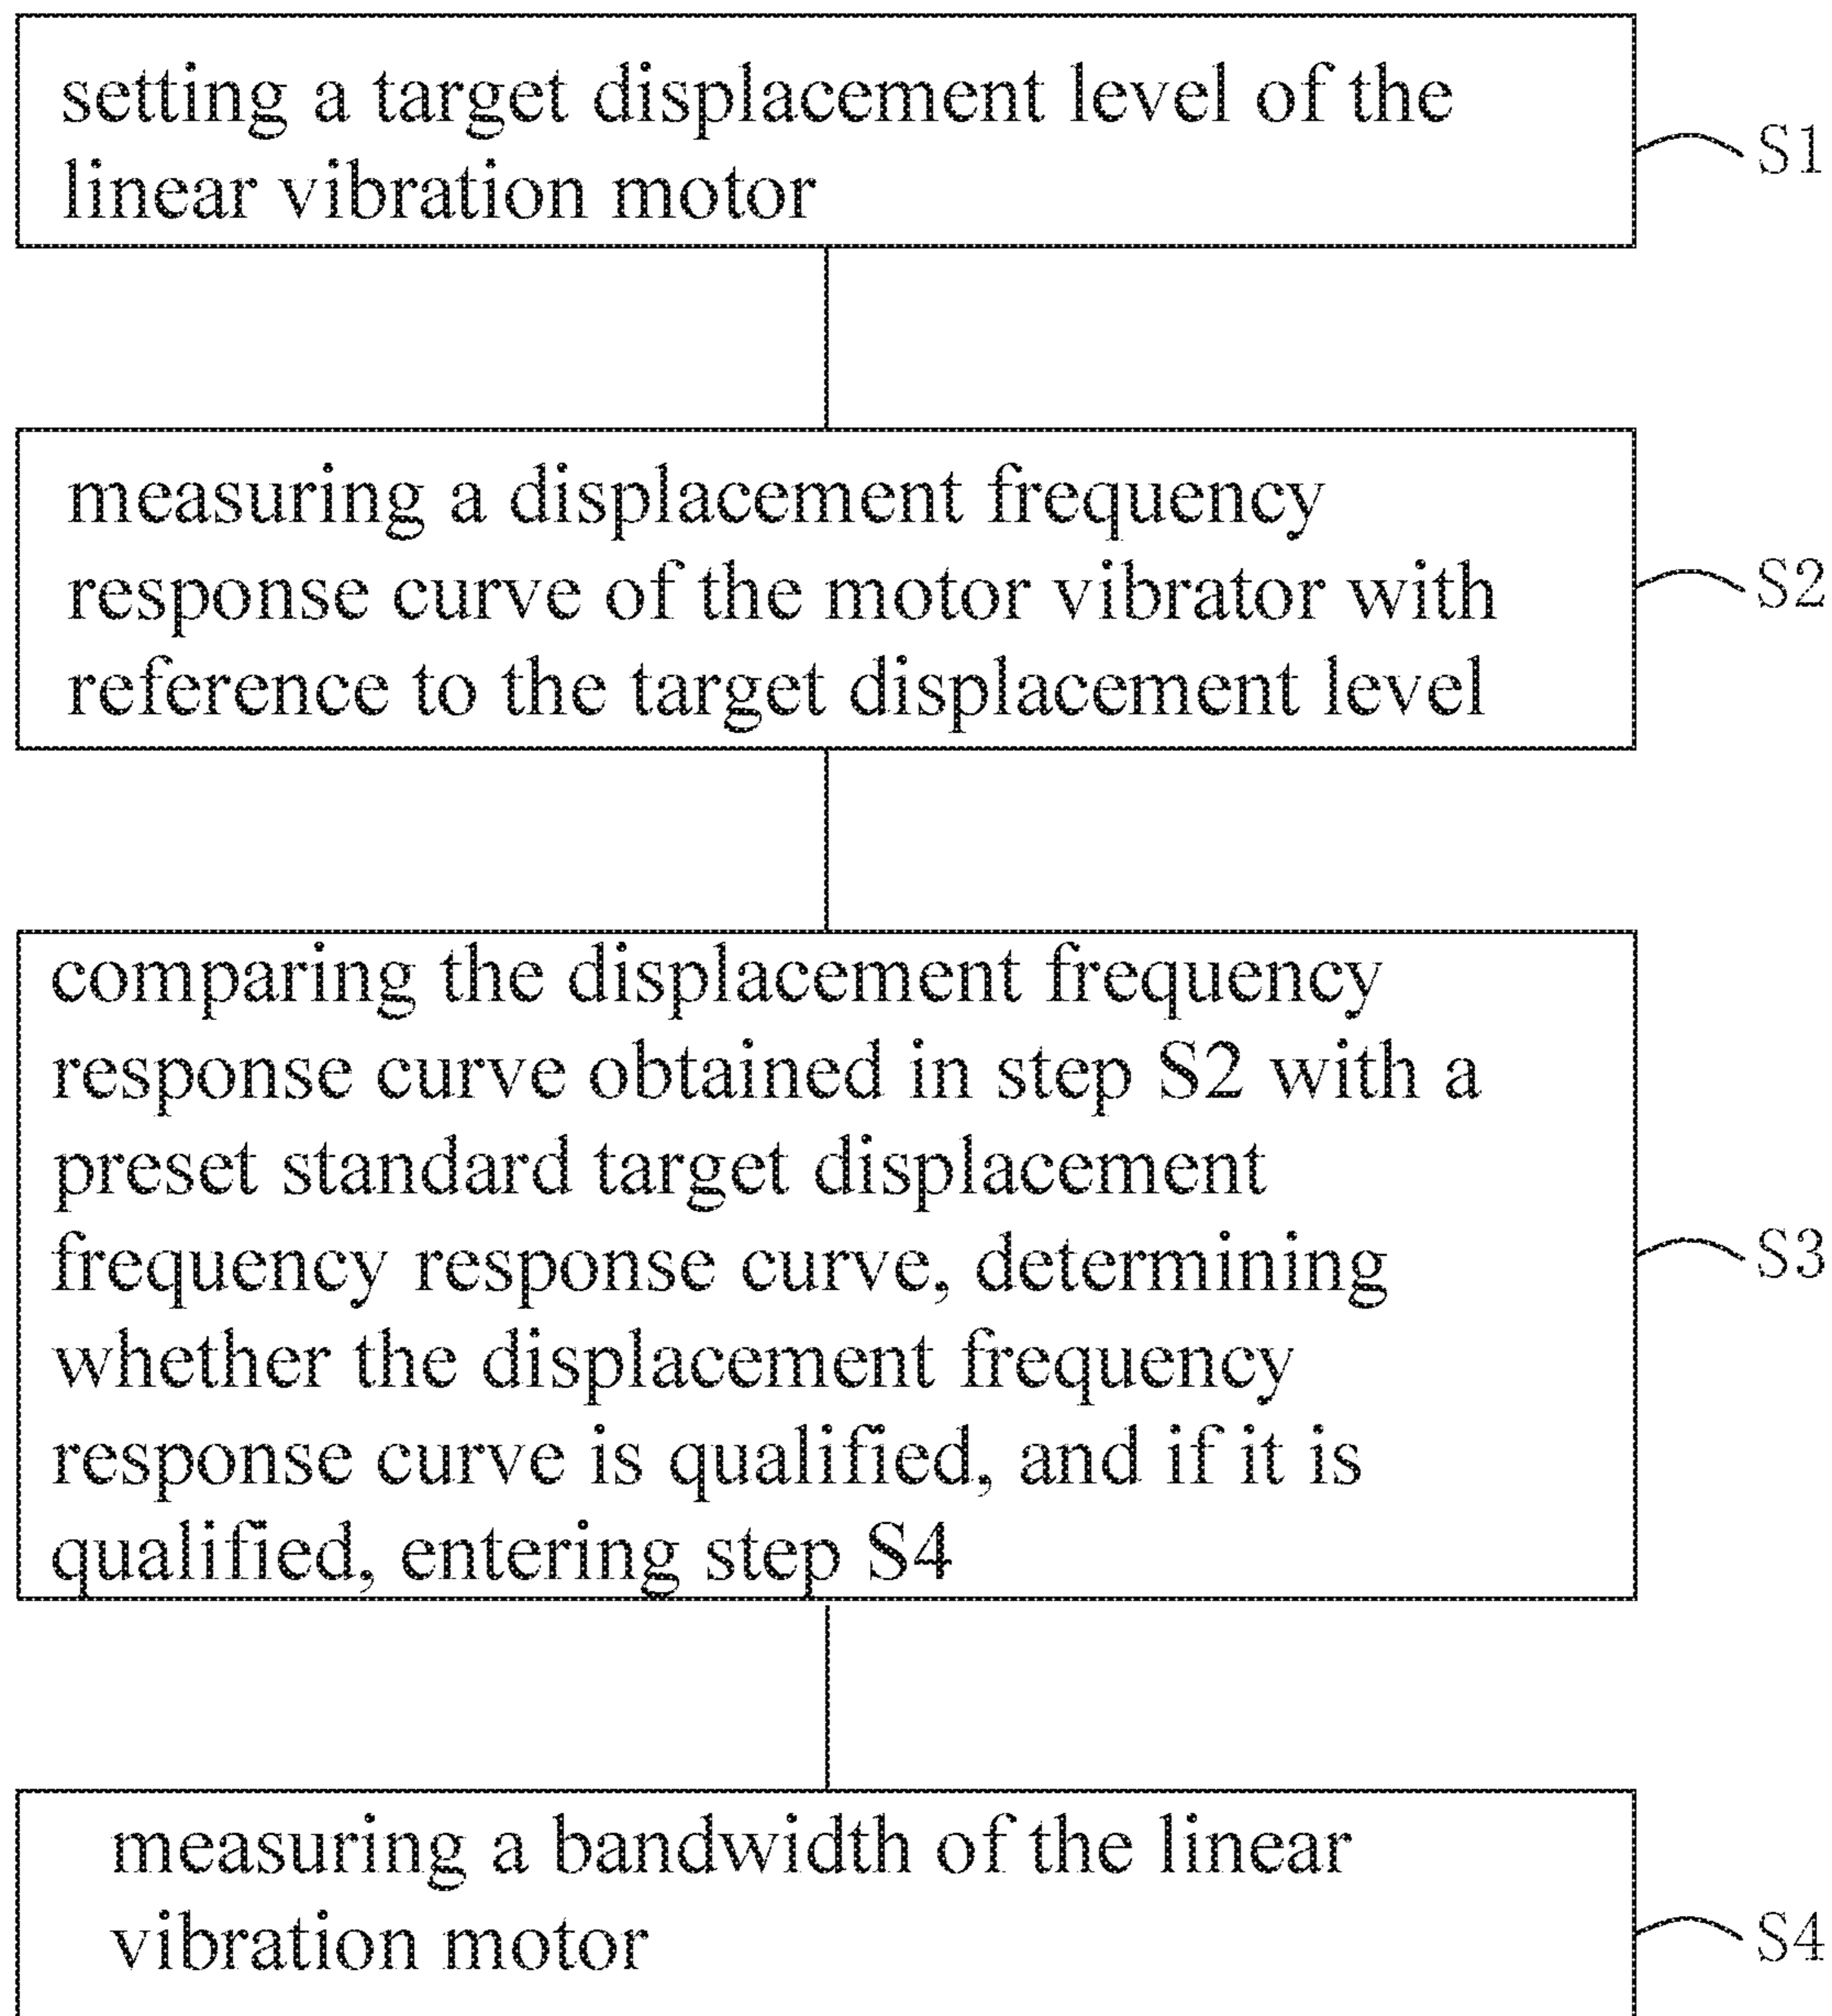 setting a target displacement level of the
linear vibration motor
S1
measuring a displacement frequency
response curve of the motor vibrator with
reference to the target displacement level
S2
comparing the displacement frequency
response curve obtained in step S2 with a
preset standard target displacement
frequency response curve, determining
whether the displacement frequency
response curve is qualified, and if it is
qualified, entering step S4
S3
measuring a bandwidth of the linear
vibration motor
S4